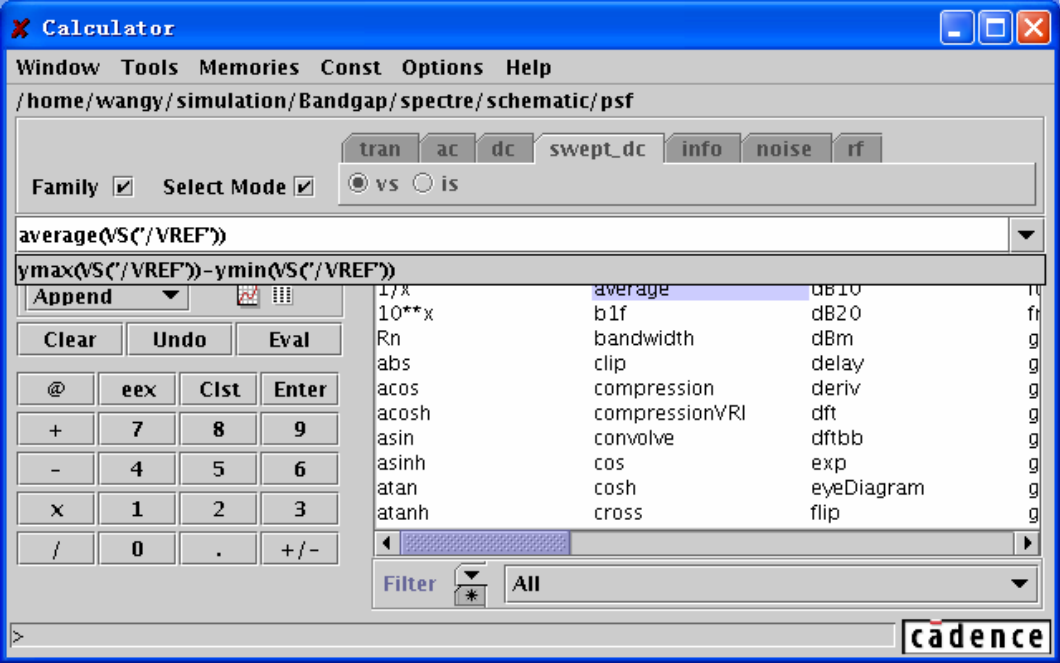 Calculator
Window Tools Memories Const Options Help
/home/wangy/simulation/Bandgap/spectre/schematic/psf
tran ac dc swept_dc info noise rf
Family Select Mode vs is
average(VS("/VREF"))
ymax(VS("/VREF"))-ymin(VS("/VREF"))
Append
Clear Undo Eval
@ eex Clst Enter
+ 7 8 9
- 4 5 6
x 1 2 3
/ 0 . +/-
1/x average dB10
10**x b1f dB20 fr
Rn bandwidth dBm g
abs clip delay g
acos compression deriv g
acosh compressionVRI dft g
asin convolve dftbb g
asinh cos exp g
atan cosh eyeDiagram g
atanh cross flip g
Filter All
>
cādence